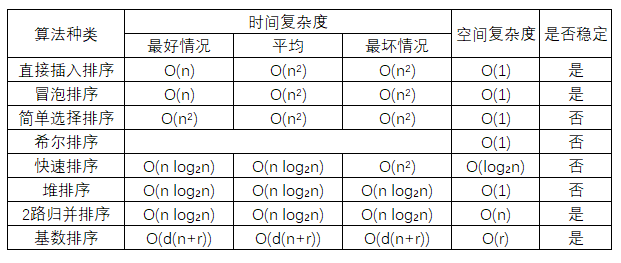 算法种类 时间复杂度 空间复杂度 是否稳定
最好情况 平均 最坏情况
直接插入排序 O(n) O(n²) O(n²) O(1) 是
冒泡排序 O(n) O(n²) O(n²) O(1) 是
简单选择排序 O(n²) O(n²) O(n²) O(1) 否
希尔排序 O(1) 否
快速排序 O(n log₂n) O(n log₂n) O(n²) O(log₂n) 否
堆排序 O(n log₂n) O(n log₂n) O(n log₂n) O(1) 否
2路归并排序 O(n log₂n) O(n log₂n) O(n log₂n) O(n) 是
基数排序 O(d(n+r)) O(d(n+r)) O(d(n+r)) O(r) 是